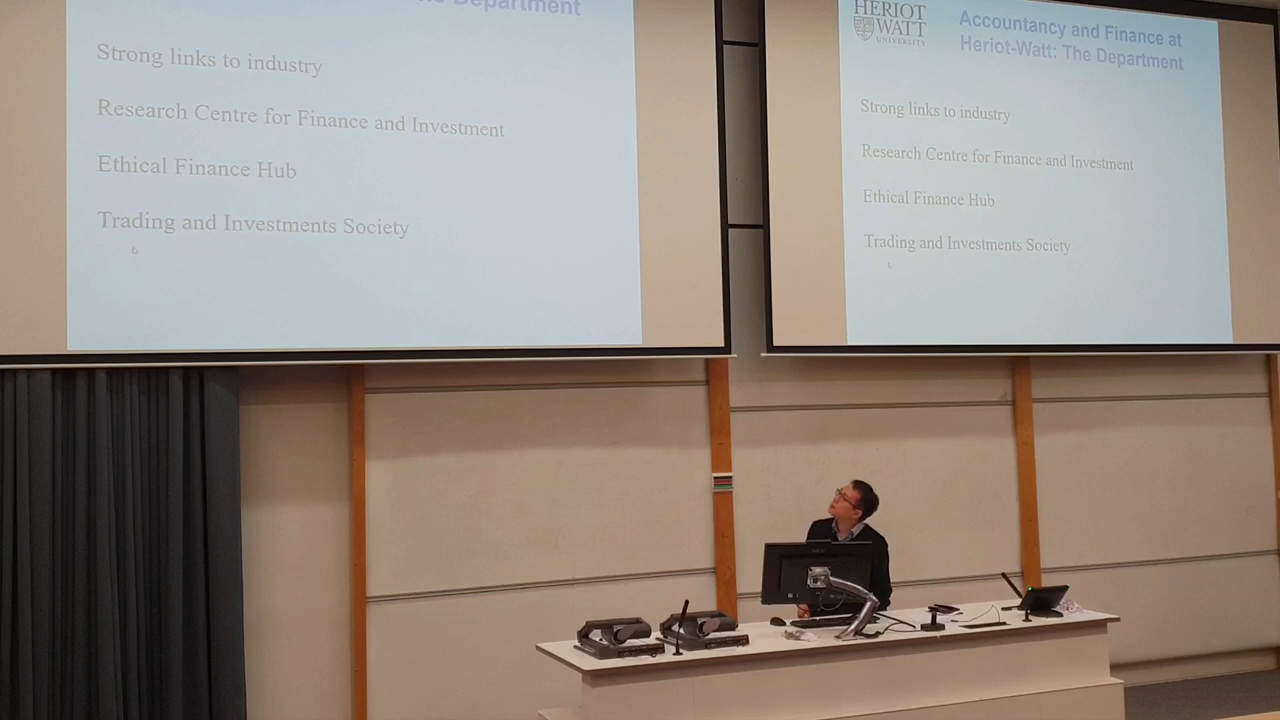 The Department
Strong links to industry
Research Centre for Finance and Investment
Ethical Finance Hub
Trading and Investments Society
HERIOT
WATT
UNIVERSITY
Accountancy and Finance at
Heriot-Watt: The Department
Strong links to industry
Research Centre for Finance and Investment
Ethical Finance Hub
Trading and Investments Society